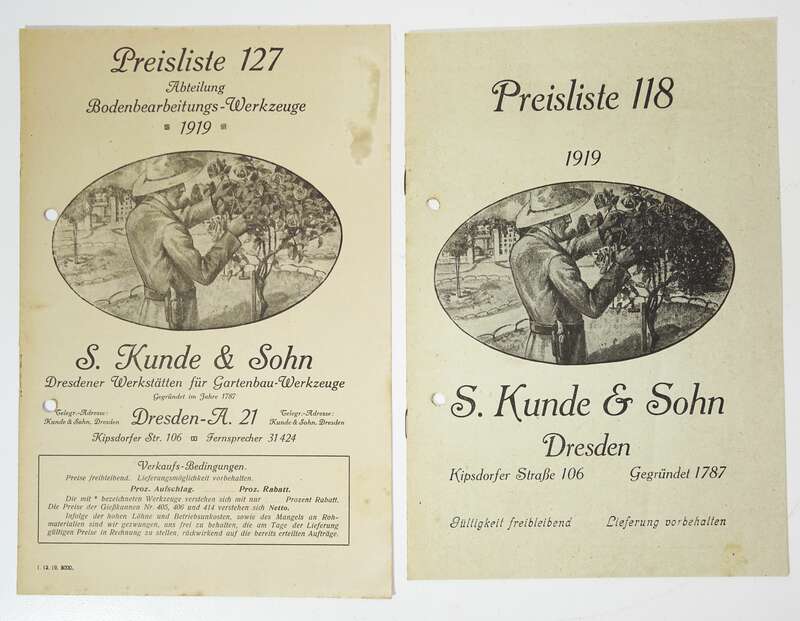 Preisliste 127
Abteilung
Bodenbearbeitungs-Werkzeuge
1919
S. Kunde & Sohn
Dresdener Werkstätten für Gartenbau-Werkzeuge
Gegründet im Jahre 1787
Telegr.-Adresse:
Kunde & Sohn, Dresden
Dresden-A. 21
Telegr.-Adresse:
Kunde & Sohn, Dresden
Kipsdorfer Str. 106 Fernsprecher 31424
Verkaufs-Bedingungen.
Preise freibleibend. Lieferungsmöglichkeit vorbehalten.
Proz. Aufschlag. Proz. Rabatt.
Die mit * bezeichneten Werkzeuge verstehen sich mit nur Prozent Rabatt.
Die Preise der Gießkannen Nr. 405, 406 und 414 verstehen sich Netto.
Infolge der hohen Löhne und Betriebsunkosten, sowie des Mangels an Roh-
materialien sind wir gezwungen, uns frei zu behalten, die am Tage der Lieferung
gültigen Preise in Rechnung zu stellen, rückwirkend auf die bereits erteilten Aufträge.
1. 12. 19. 3000.
Preisliste 118
1919
S. Kunde & Sohn
Dresden
Kipsdorfer Straße 106 Gegründet 1787
Gültigkeit freibleibend Lieferung vorbehalten